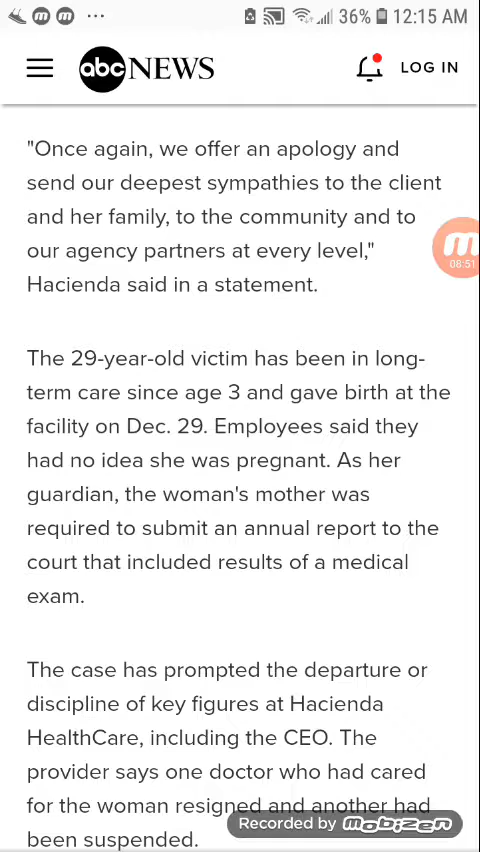 36% 12:15 AM
abc NEWS LOG IN
"Once again, we offer an apology and
send our deepest sympathies to the client
and her family, to the community and to
our agency partners at every level,"
08:51
Hacienda said in a statement.
The 29-year-old victim has been in long-
term care since age 3 and gave birth at the
facility on Dec. 29. Employees said they
had no idea she was pregnant. As her
guardian, the woman's mother was
required to submit an annual report to the
court that included results of a medical
exam.
The case has prompted the departure or
discipline of key figures at Hacienda
HealthCare, including the CEO. The
provider says one doctor who had cared
for the woman resigned and another had
Recorded by mobizen
been suspended.